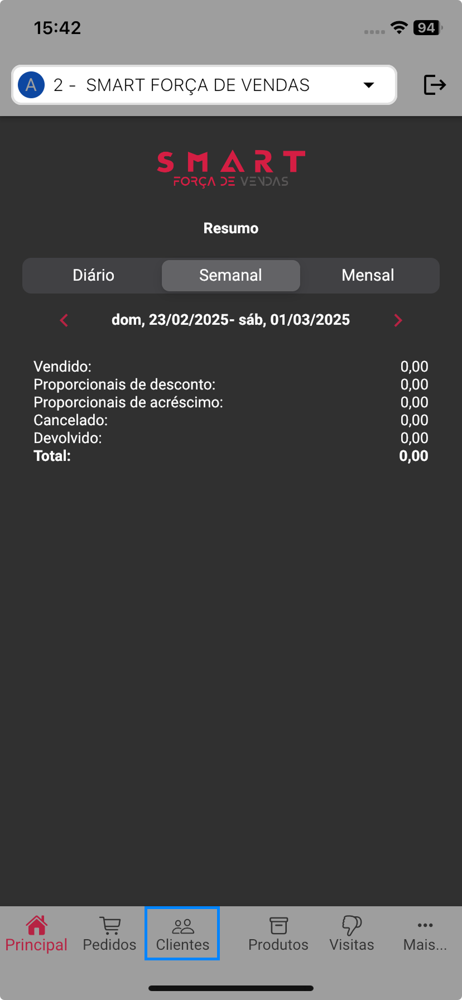 15:42
94
A 2 - SMART FORÇA DE VENDAS
SMART
FORÇA DE VENDAS
Resumo
Diário Semanal Mensal
dom, 23/02/2025- sáb, 01/03/2025
Vendido: 0,00
Proporcionais de desconto: 0,00
Proporcionais de acréscimo: 0,00
Cancelado: 0,00
Devolvido: 0,00
Total: 0,00
Principal Pedidos Clientes Produtos Visitas Mais...